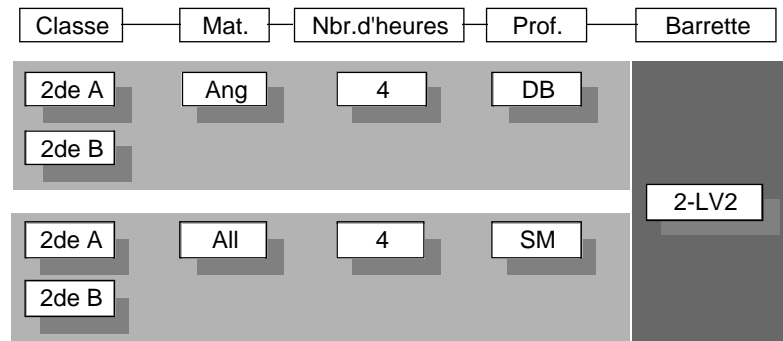 Classe Mat. Nbr.d'heures Prof. Barrette
2de A Ang 4 DB
2de B
2-LV2
2de A All 4 SM
2de B